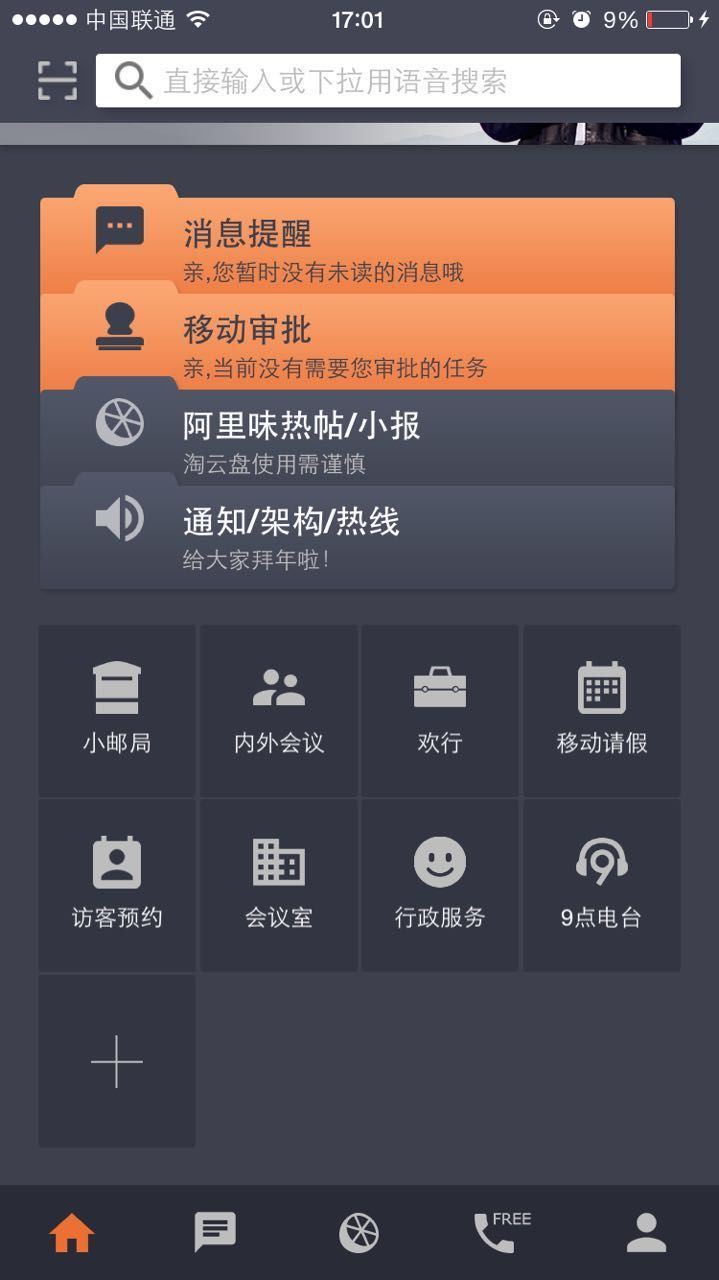 中国联通 17:01 9%
直接输入或下拉用语音搜索
消息提醒
亲,您暂时没有未读的消息哦
移动审批
亲,当前没有需要您审批的任务
阿里味热帖/小报
淘云盘使用需谨慎
通知/架构/热线
给大家拜年啦!
小邮局 内外会议 欢行 移动请假
访客预约 会议室 行政服务 9点电台
FREE